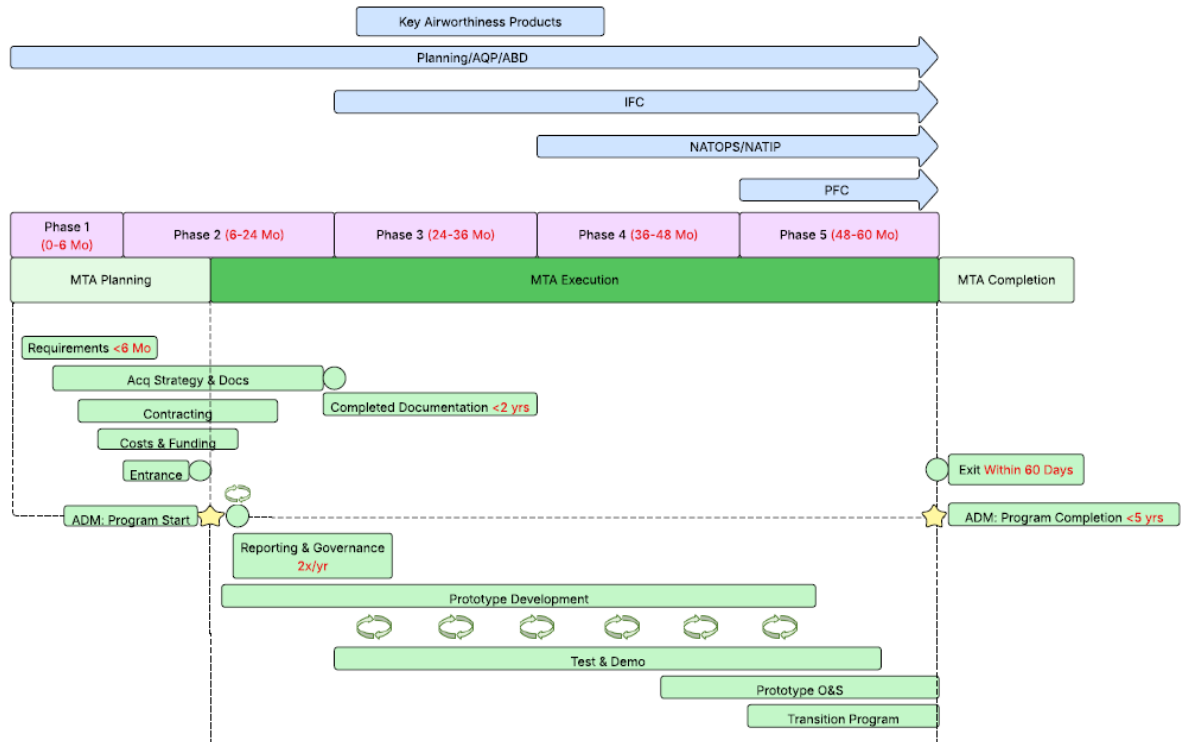 Key Airworthiness Products
Planning/AQP/ABD
IFC
NATOPS/NATIP
PFC
Phase 1
(0-6 Mo)
Phase 2 (6-24 Mo)
Phase 3 (24-36 Mo)
Phase 4 (36-48 Mo)
Phase 5 (48-60 Mo)
MTA Planning
MTA Execution
MTA Completion
Requirements <6 Mo
Acq Strategy & Docs
Completed Documentation <2 yrs
Contracting
Costs & Funding
Entrance
Exit Within 60 Days
ADM: Program Start
ADM: Program Completion <5 yrs
Reporting & Governance
2x/yr
Prototype Development
Test & Demo
Prototype O&S
Transition Program